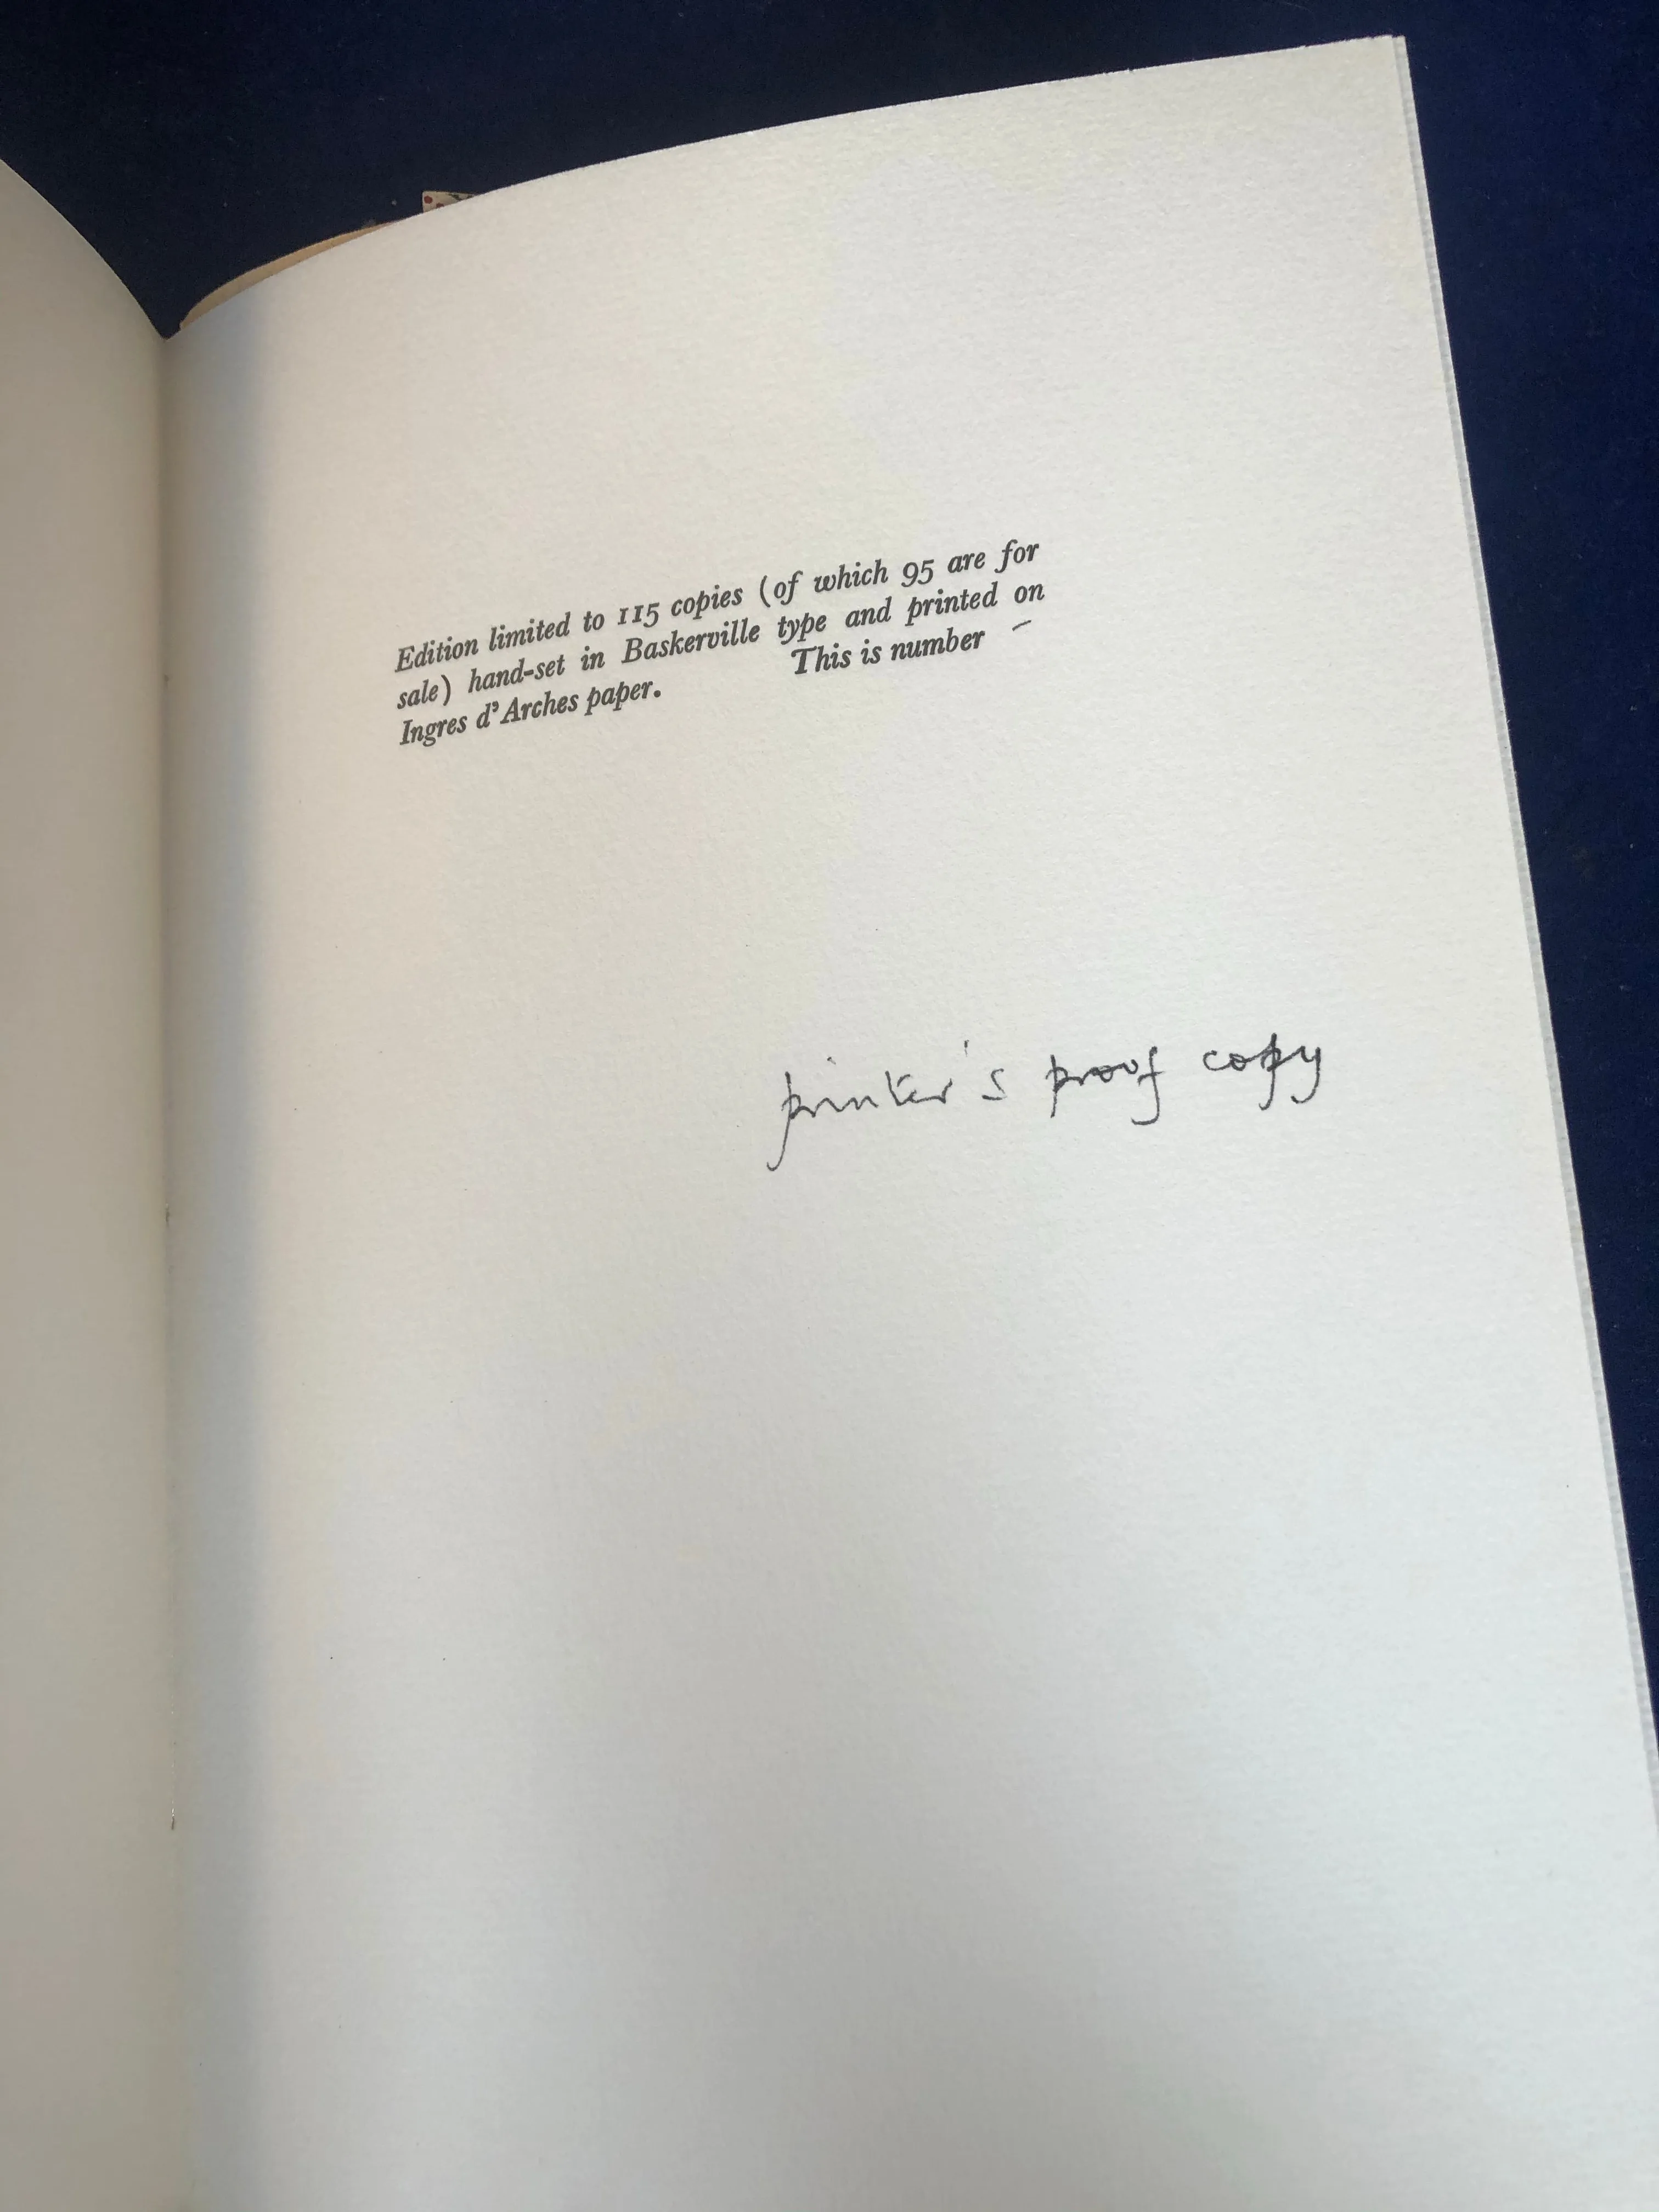 Edition limited to 115 copies (of which 95 are for
sale) hand-set in Baskerville type and printed on
Ingres d'Arches paper. This is number –
printer's proof copy